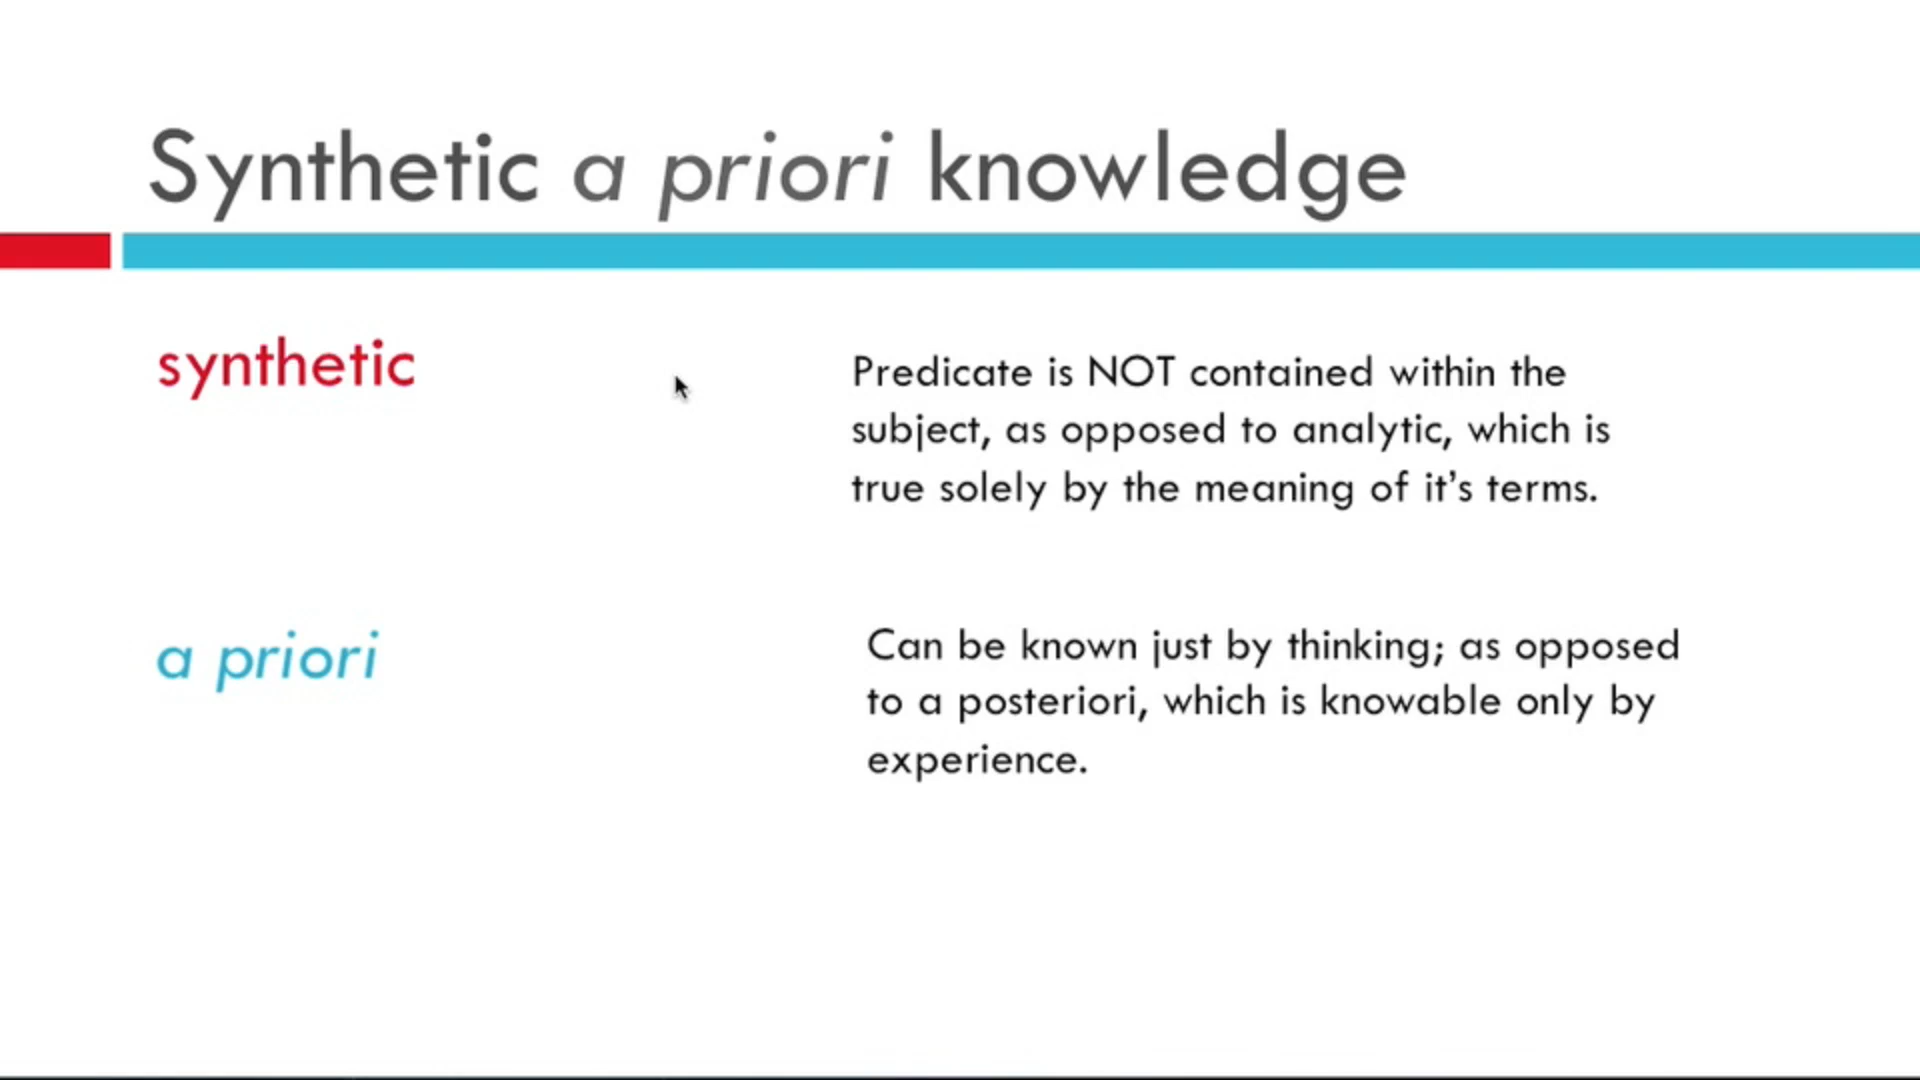 Synthetic a priori knowledge
synthetic
Predicate is NOT contained within the
subject, as opposed to analytic, which is
true solely by the meaning of it’s terms.
a priori
Can be known just by thinking; as opposed
to a posteriori, which is knowable only by
experience.